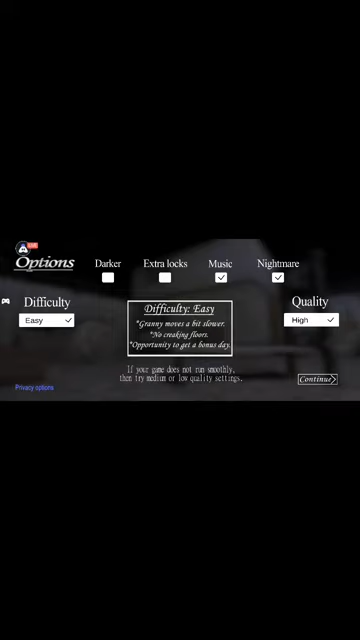 Options
Darker
Extra locks
Music
Nightmare
Difficulty
Easy
Difficulty: Easy
*Granny moves a bit slower.
*No creaking floors.
*Opportunity to get a bonus day.
Quality
High
If your game does not run smoothly,
then try medium or low quality settings.
Continue
Privacy options